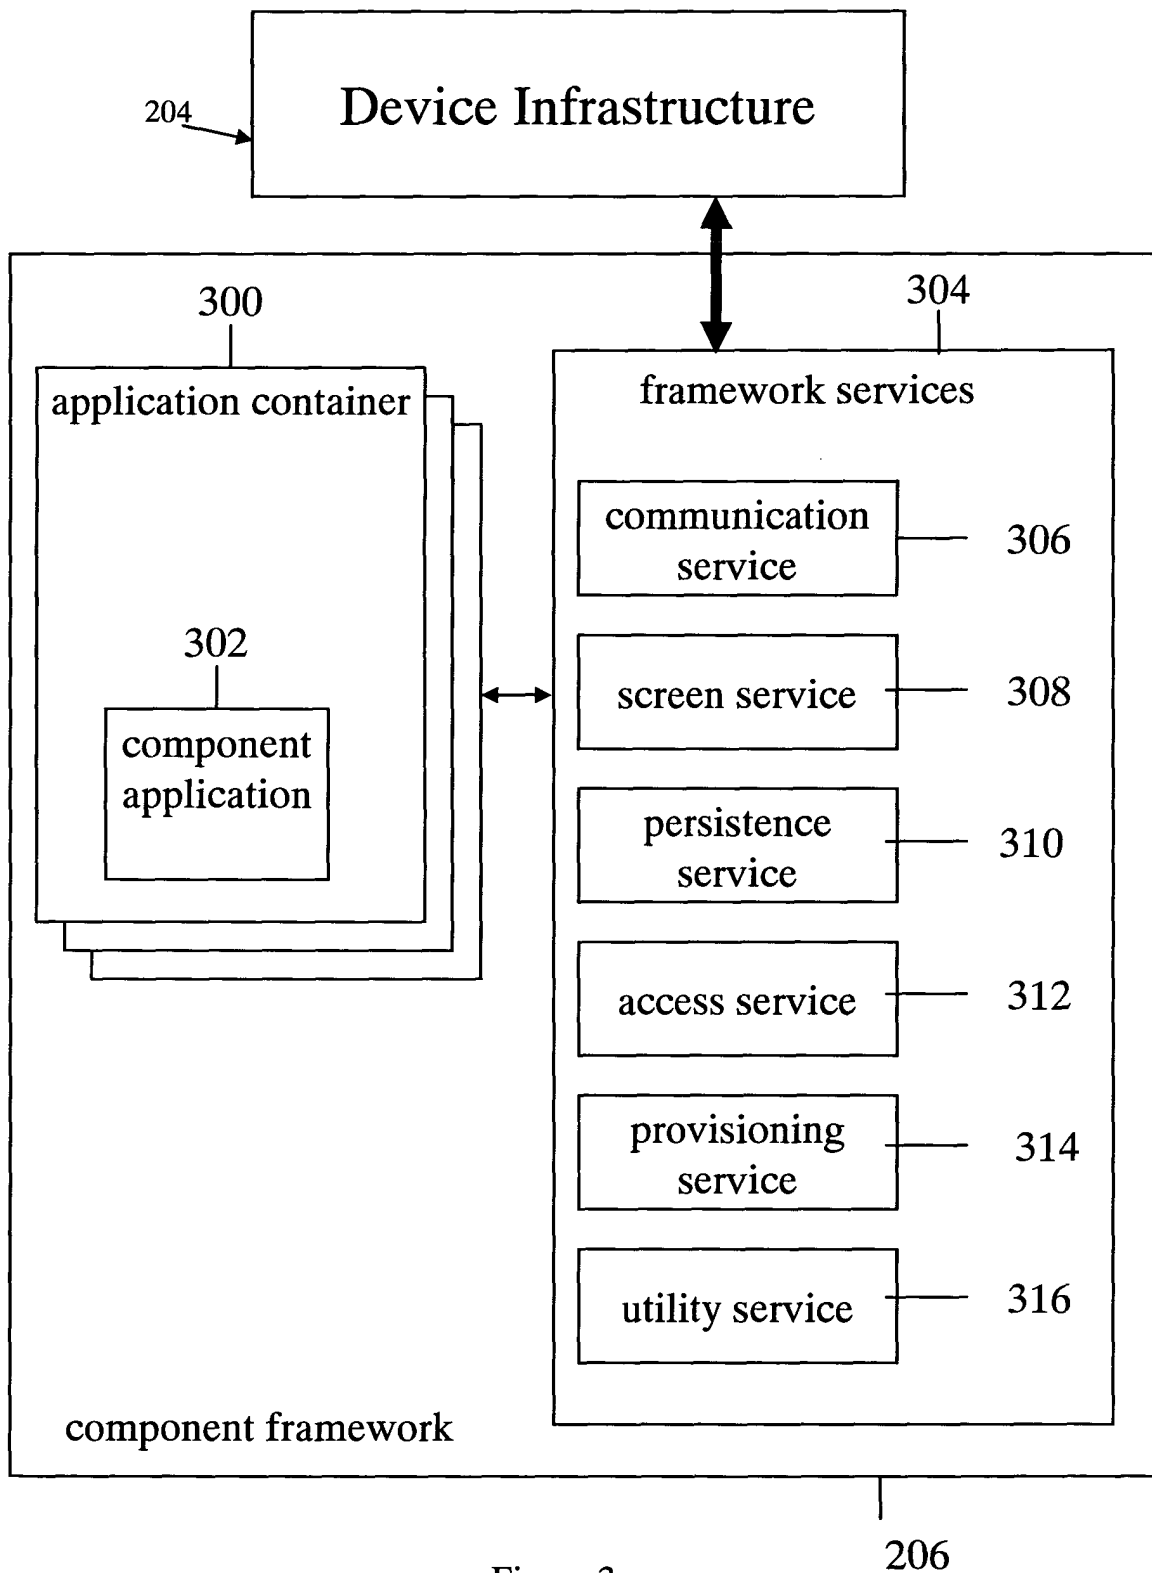 Device Infrastructure
204
300
304
application container
framework services
communication
service
306
302
screen service
308
component
application
persistence
service
310
access service
312
provisioning
service
314
utility service
316
component framework
206